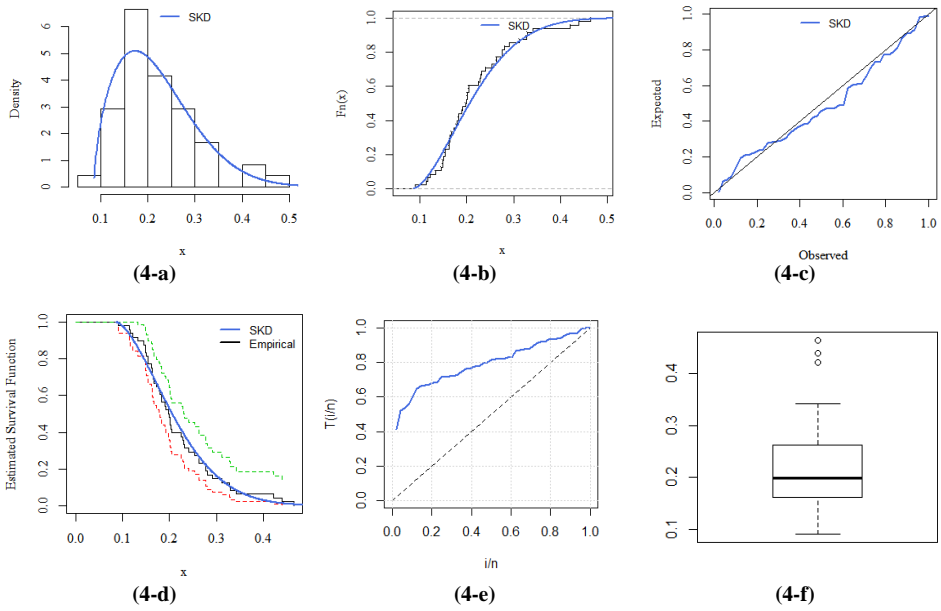 SKD
Density
0 1 2 3 4 5 6
0.1 0.2 0.3 0.4 0.5
x
(4-a)
SKD
Fn(x)
0.0 0.2 0.4 0.6 0.8 1.0
0.1 0.2 0.3 0.4 0.5
x
(4-b)
SKD
Expected
0.0 0.2 0.4 0.6 0.8 1.0
0.0 0.2 0.4 0.6 0.8 1.0
Observed
(4-c)
SKD
Empirical
Estimated Survival Function
0.0 0.2 0.4 0.6 0.8 1.0
0.0 0.1 0.2 0.3 0.4
x
(4-d)
T(i/n)
0.0 0.2 0.4 0.6 0.8 1.0
0.0 0.2 0.4 0.6 0.8 1.0
i/n
(4-e)
0.1 0.2 0.3 0.4
(4-f)